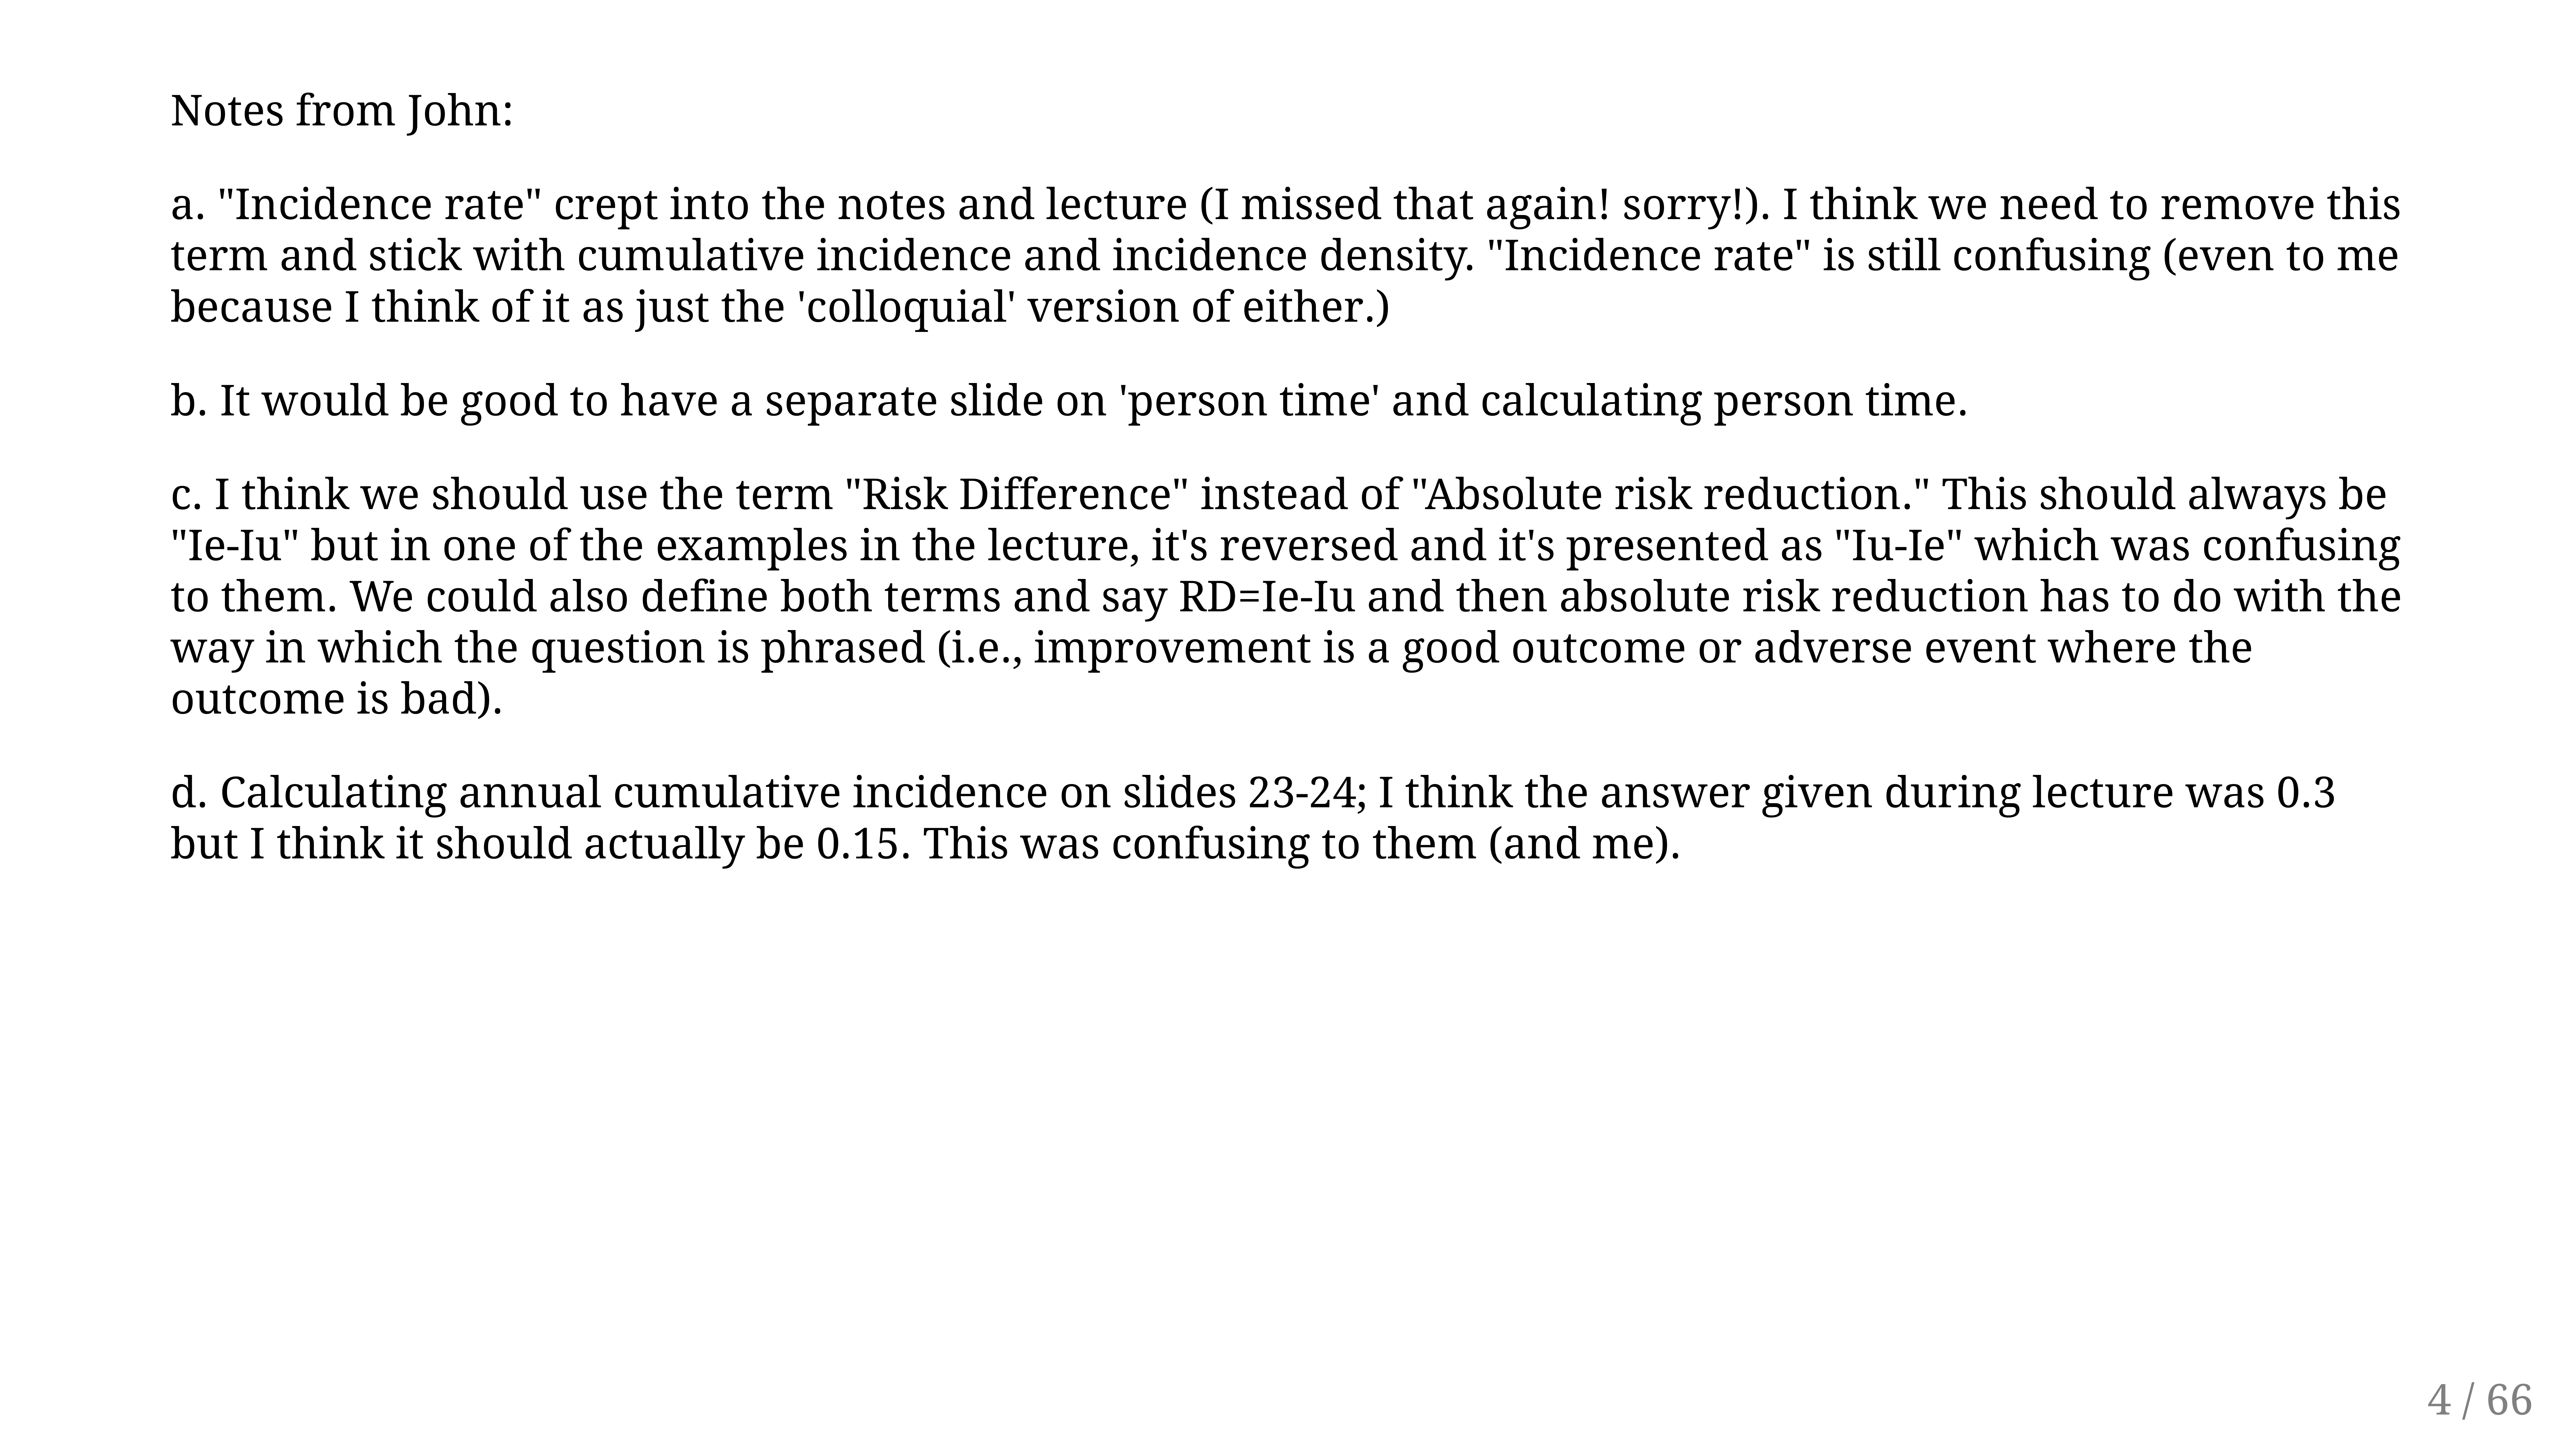 Notes from John:
a. "Incidence rate" crept into the notes and lecture (I missed that again! sorry!). I think we need to remove this
term and stick with cumulative incidence and incidence density. "Incidence rate" is still confusing (even to me
because I think of it as just the 'colloquial' version of either.)
b. It would be good to have a separate slide on 'person time' and calculating person time.
c. I think we should use the term "Risk Difference" instead of "Absolute risk reduction." This should always be
"Ie-Iu" but in one of the examples in the lecture, it's reversed and it's presented as "Iu-Ie" which was confusing
to them. We could also define both terms and say RD=Ie-Iu and then absolute risk reduction has to do with the
way in which the question is phrased (i.e., improvement is a good outcome or adverse event where the
outcome is bad).
d. Calculating annual cumulative incidence on slides 23-24; I think the answer given during lecture was 0.3
but I think it should actually be 0.15. This was confusing to them (and me).
4 / 66